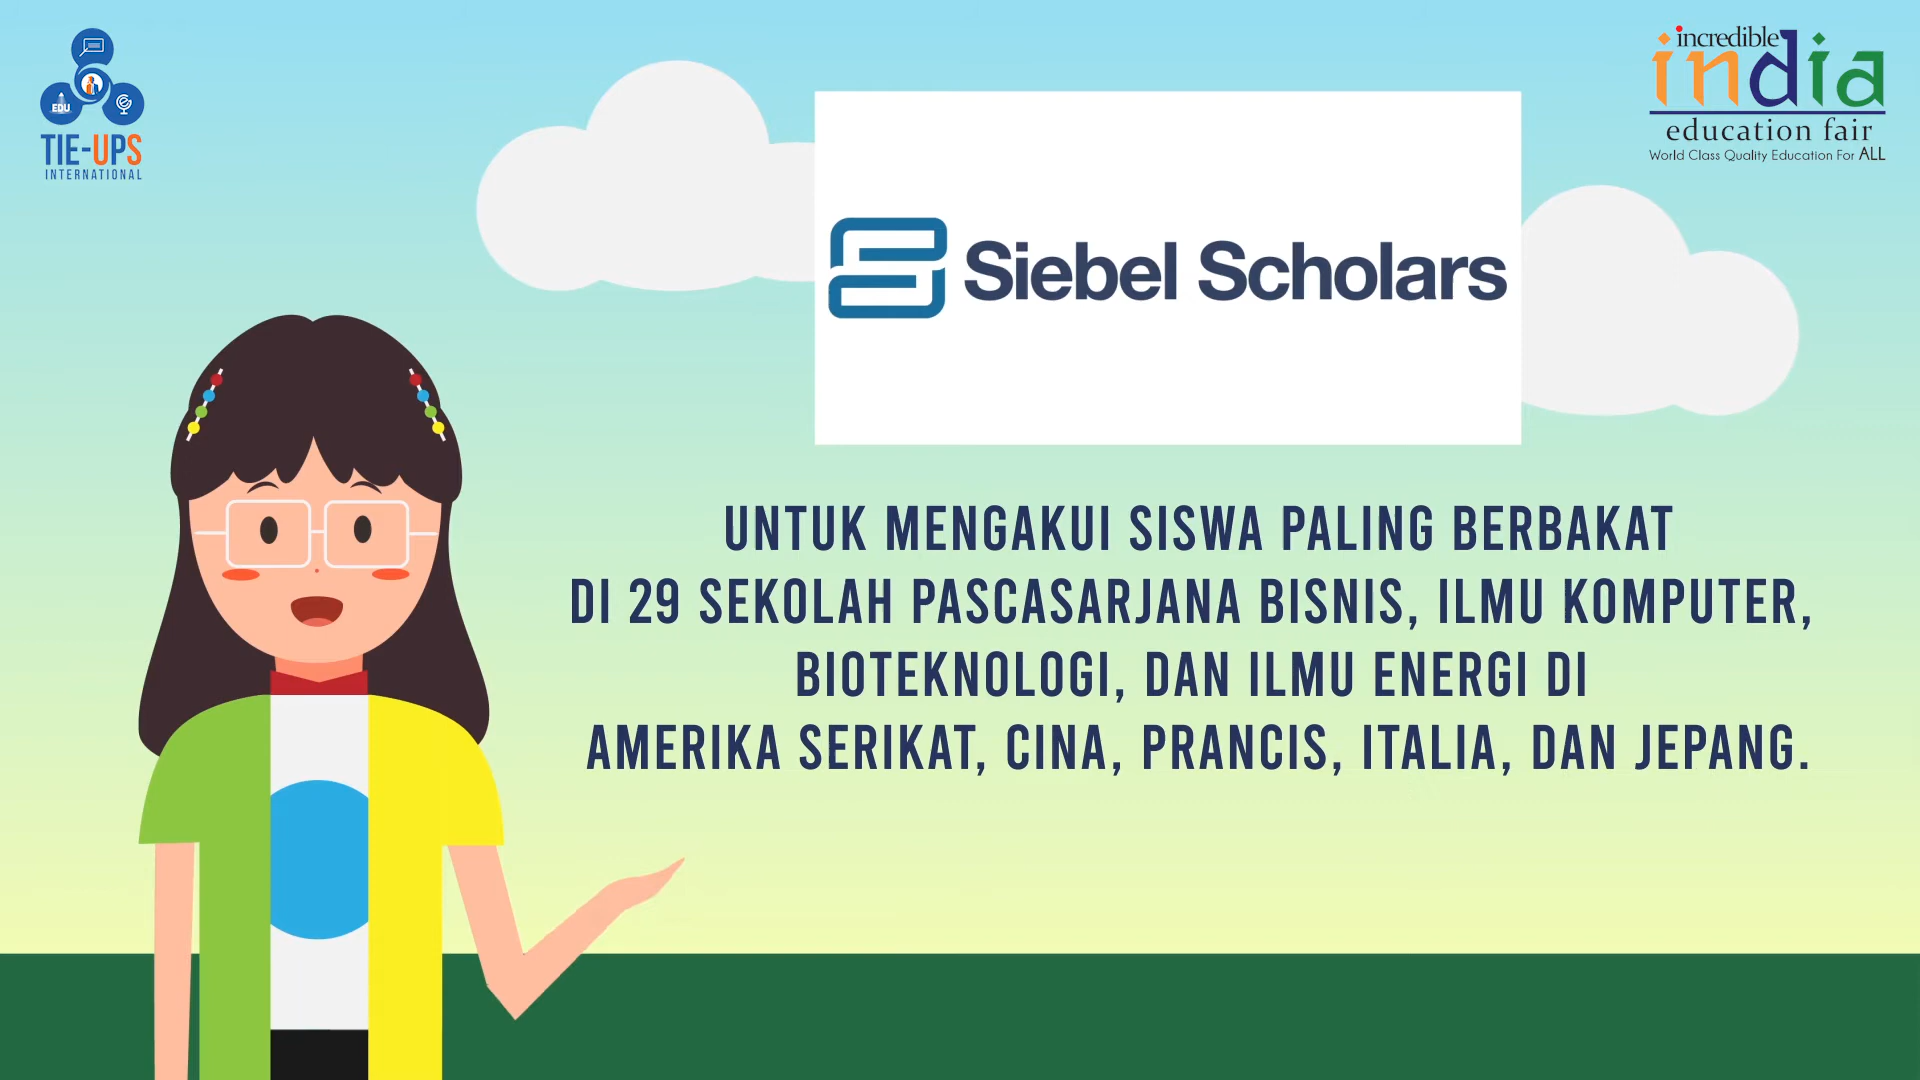 EDU
TIE-UPS
INTERNATIONAL
incredible
india
education fair
World Class Quality Education For ALL
Siebel Scholars
UNTUK MENGAKUI SISWA PALING BERBAKAT
DI 29 SEKOLAH PASCASARJANA BISNIS, ILMU KOMPUTER,
BIOTEKNOLOGI, DAN ILMU ENERGI DI
AMERIKA SERIKAT, CINA, PRANCIS, ITALIA, DAN JEPANG.